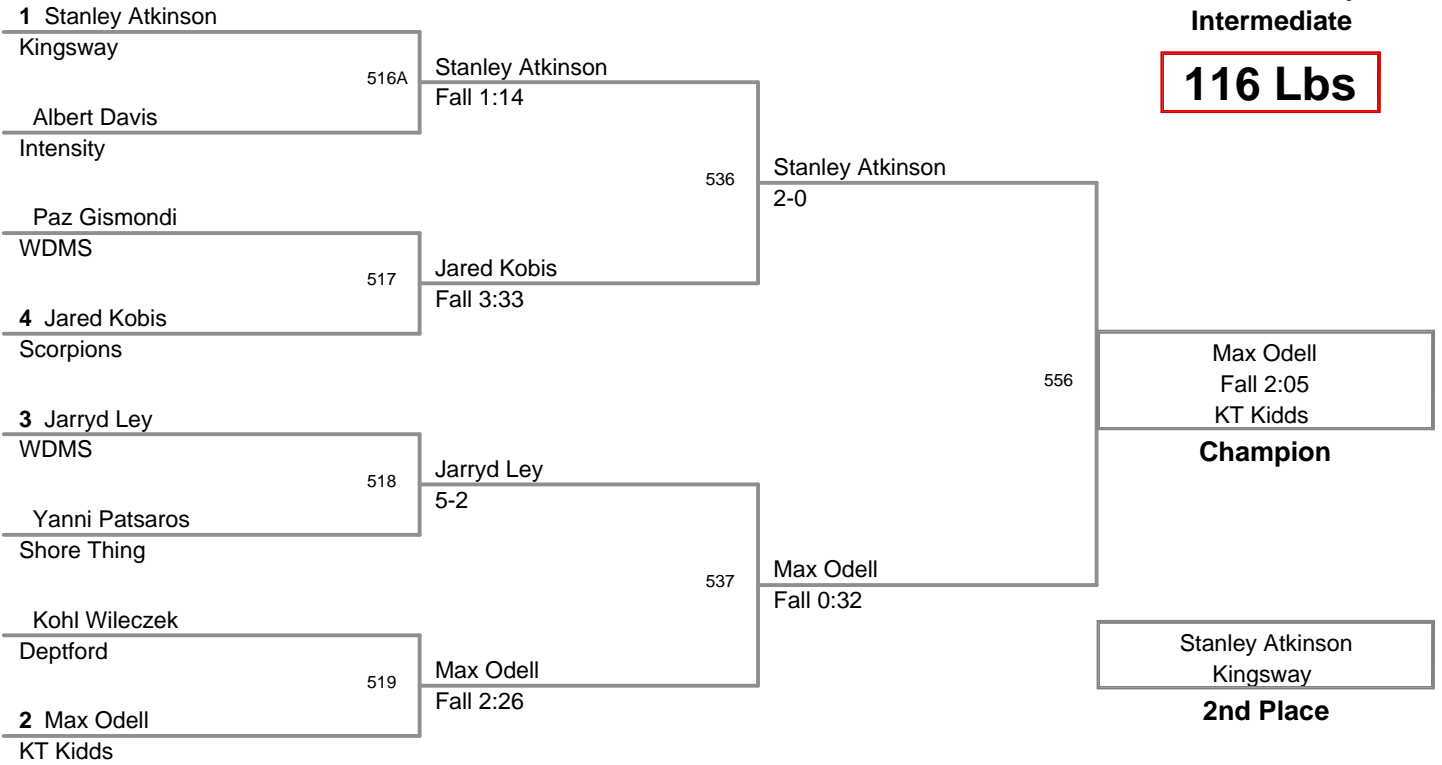 Intermediate
116 Lbs
1 Stanley Atkinson
Kingsway
516A
Albert Davis
Intensity
Stanley Atkinson
Fall 1:14
Paz Gismondi
WDMS
517
4 Jared Kobis
Scorpions
Jared Kobis
Fall 3:33
536
Stanley Atkinson
2-0
3 Jarryd Ley
WDMS
518
Yanni Patsaros
Shore Thing
Jarryd Ley
5-2
Kohl Wileczek
Deptford
519
2 Max Odell
KT Kidds
Max Odell
Fall 2:26
537
Max Odell
Fall 0:32
556
Max Odell
Fall 2:05
KT Kidds
Champion
Stanley Atkinson
Kingsway
2nd Place